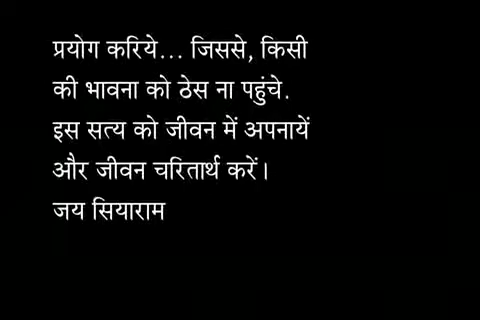 प्रयोग करिये... जिससे, किसी
की भावना को ठेस ना पहुंचे.
इस सत्य को जीवन में अपनायें
और जीवन चरितार्थ करें।
जय सियाराम